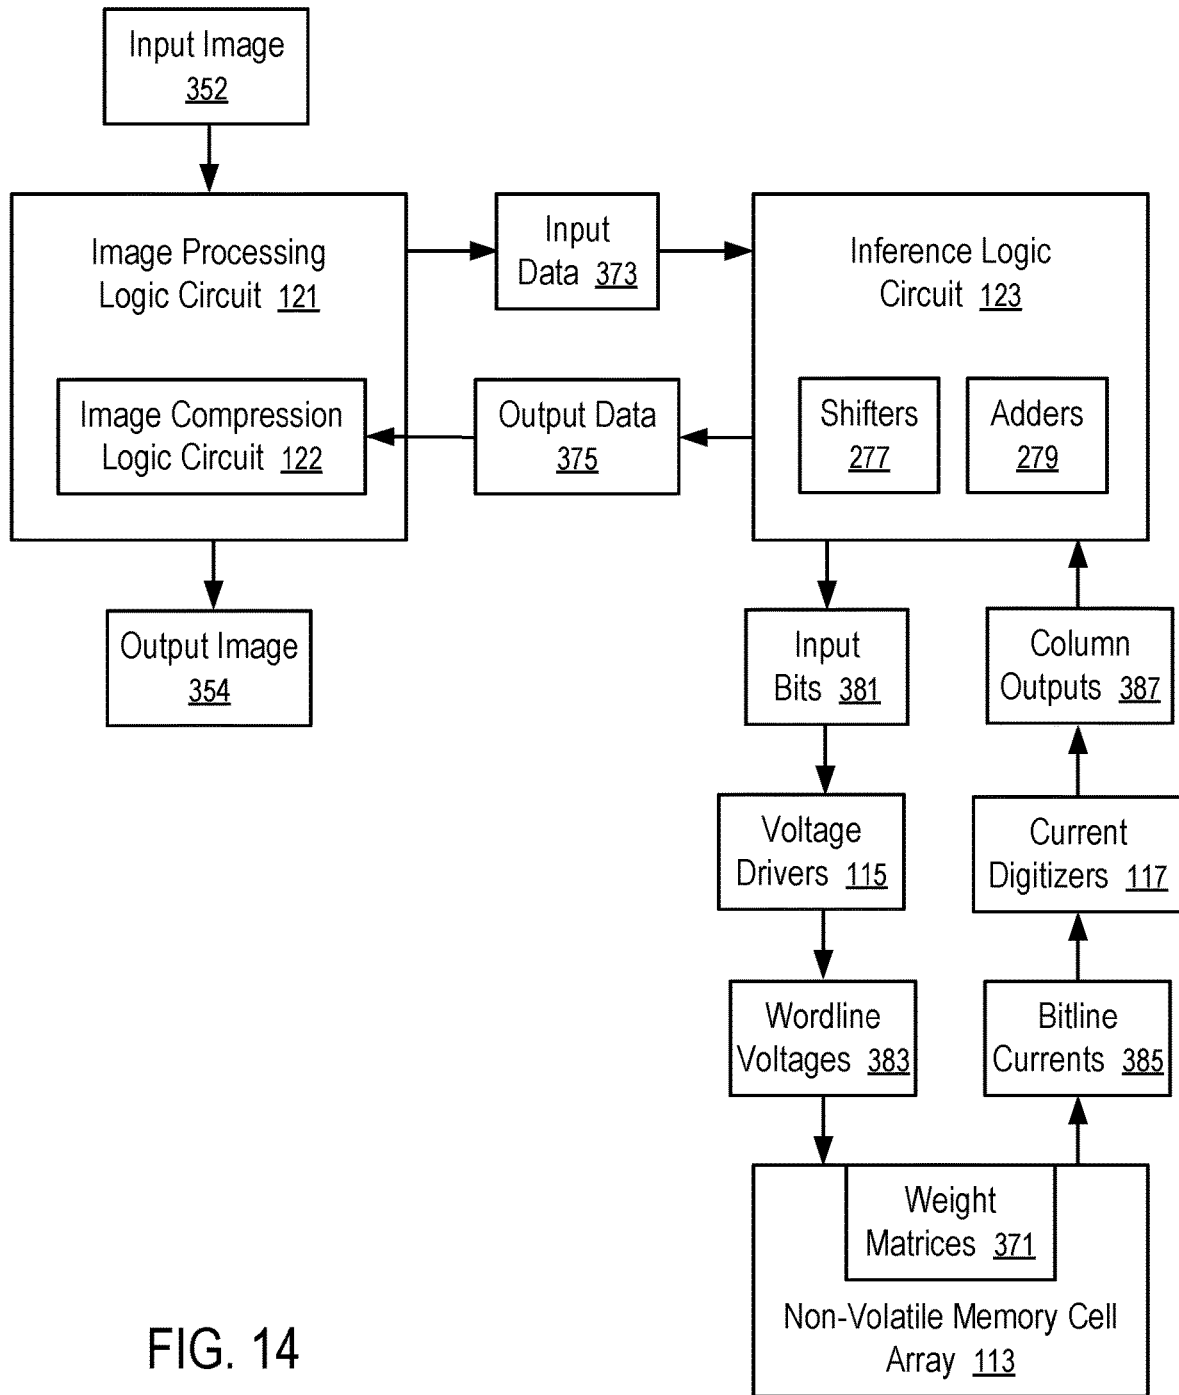 Input Image
352
Image Processing
Logic Circuit 121
Input
Data 373
Inference Logic
Circuit 123
Image Compression
Logic Circuit 122
Output Data
375
Shifters
277
Adders
279
Output Image
354
Input
Bits 381
Column
Outputs 387
Voltage
Drivers 115
Current
Digitizers 117
Wordline
Voltages 383
Bitline
Currents 385
Weight
Matrices 371
Non-Volatile Memory Cell
Array 113
FIG. 14